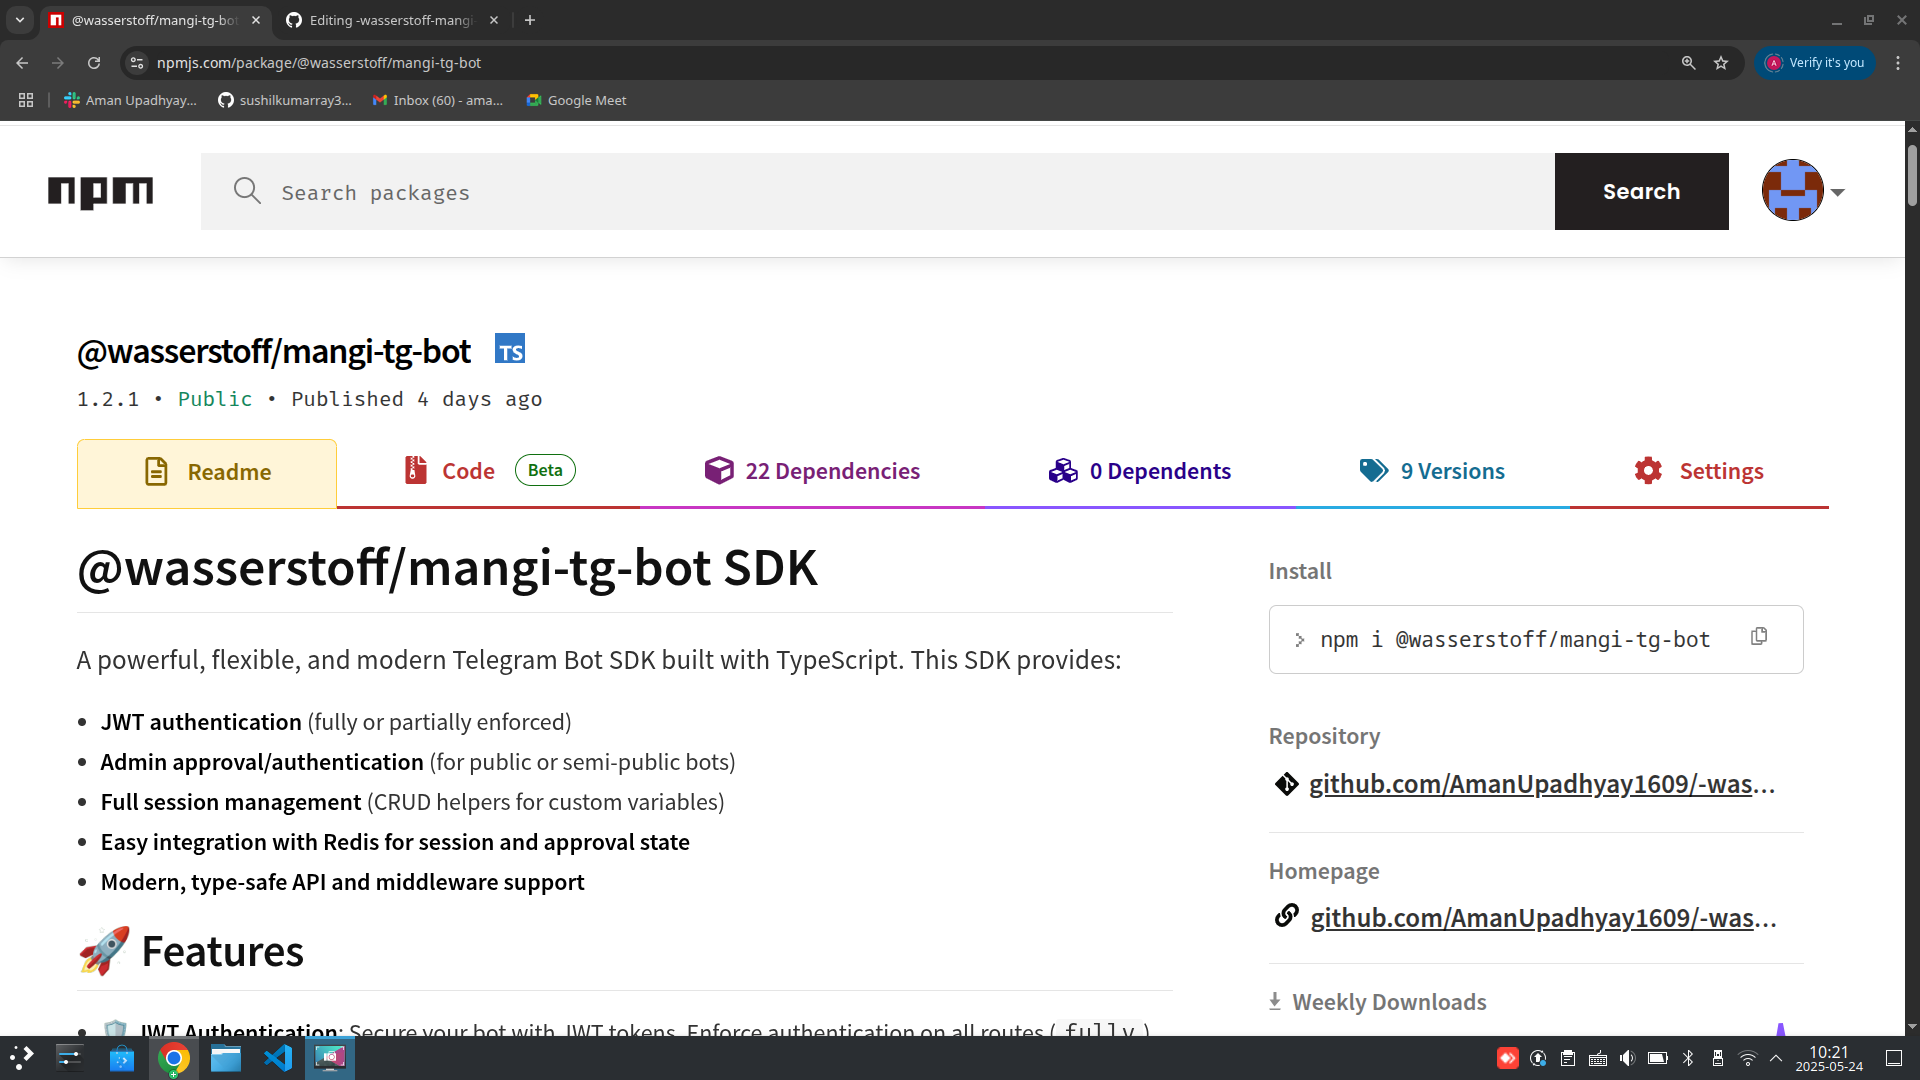 @wasserstoff/mangi-tg-bot
Editing -wasserstoff-mangi-
npmjs.com/package/@wasserstoff/mangi-tg-bot
Verify it's you
Aman Upadhyay...
sushilkumarray3...
Inbox (60) - ama...
Google Meet
npm
Search packages
Search
@wasserstoff/mangi-tg-bot TS
1.2.1 • Public • Published 4 days ago
Readme
Code Beta
22 Dependencies
0 Dependents
9 Versions
Settings
@wasserstoff/mangi-tg-bot SDK
A powerful, flexible, and modern Telegram Bot SDK built with TypeScript. This SDK provides:
• JWT authentication (fully or partially enforced)
• Admin approval/authentication (for public or semi-public bots)
• Full session management (CRUD helpers for custom variables)
• Easy integration with Redis for session and approval state
• Modern, type-safe API and middleware support
🚀 Features
• 🛡️ JWT Authentication: Secure your bot with JWT tokens. Enforce authentication on all routes ( fully )
Install
> npm i @wasserstoff/mangi-tg-bot
Repository
github.com/AmanUpadhyay1609/-was...
Homepage
github.com/AmanUpadhyay1609/-was...
Weekly Downloads
10:21
2025-05-24